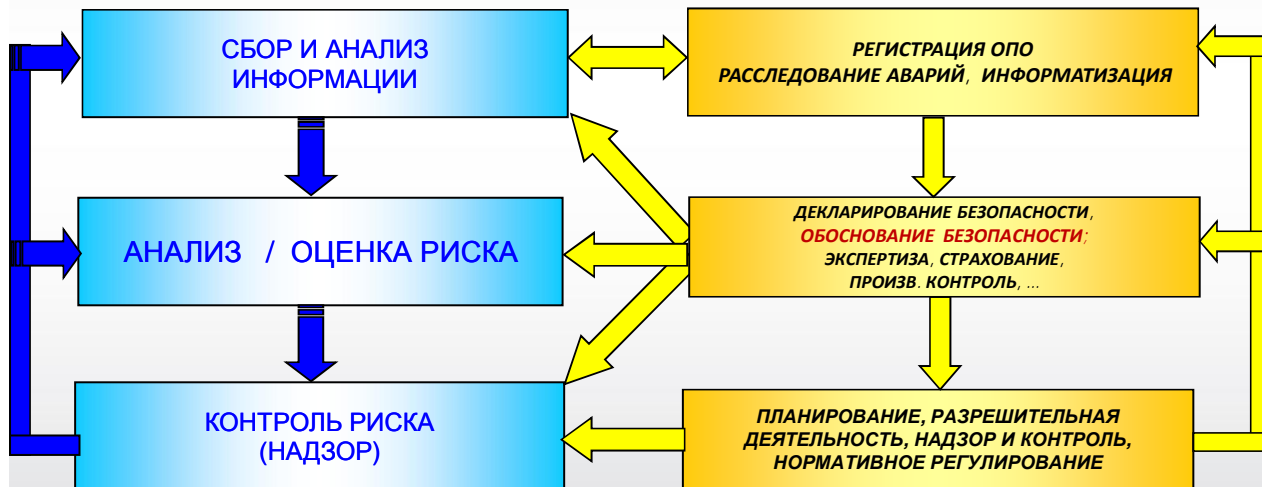 СБОР И АНАЛИЗ
ИНФОРМАЦИИ
РЕГИСТРАЦИЯ ОПО
РАССЛЕДОВАНИЕ АВАРИЙ, ИНФОРМАТИЗАЦИЯ
АНАЛИЗ / ОЦЕНКА РИСКА
ДЕКЛАРИРОВАНИЕ БЕЗОПАСНОСТИ,
ОБОСНОВАНИЕ БЕЗОПАСНОСТИ;
ЭКСПЕРТИЗА, СТРАХОВАНИЕ,
ПРОИЗВ. КОНТРОЛЬ, ...
КОНТРОЛЬ РИСКА
(НАДЗОР)
ПЛАНИРОВАНИЕ, РАЗРЕШИТЕЛЬНАЯ
ДЕЯТЕЛЬНОСТЬ, НАДЗОР И КОНТРОЛЬ,
НОРМАТИВНОЕ РЕГУЛИРОВАНИЕ